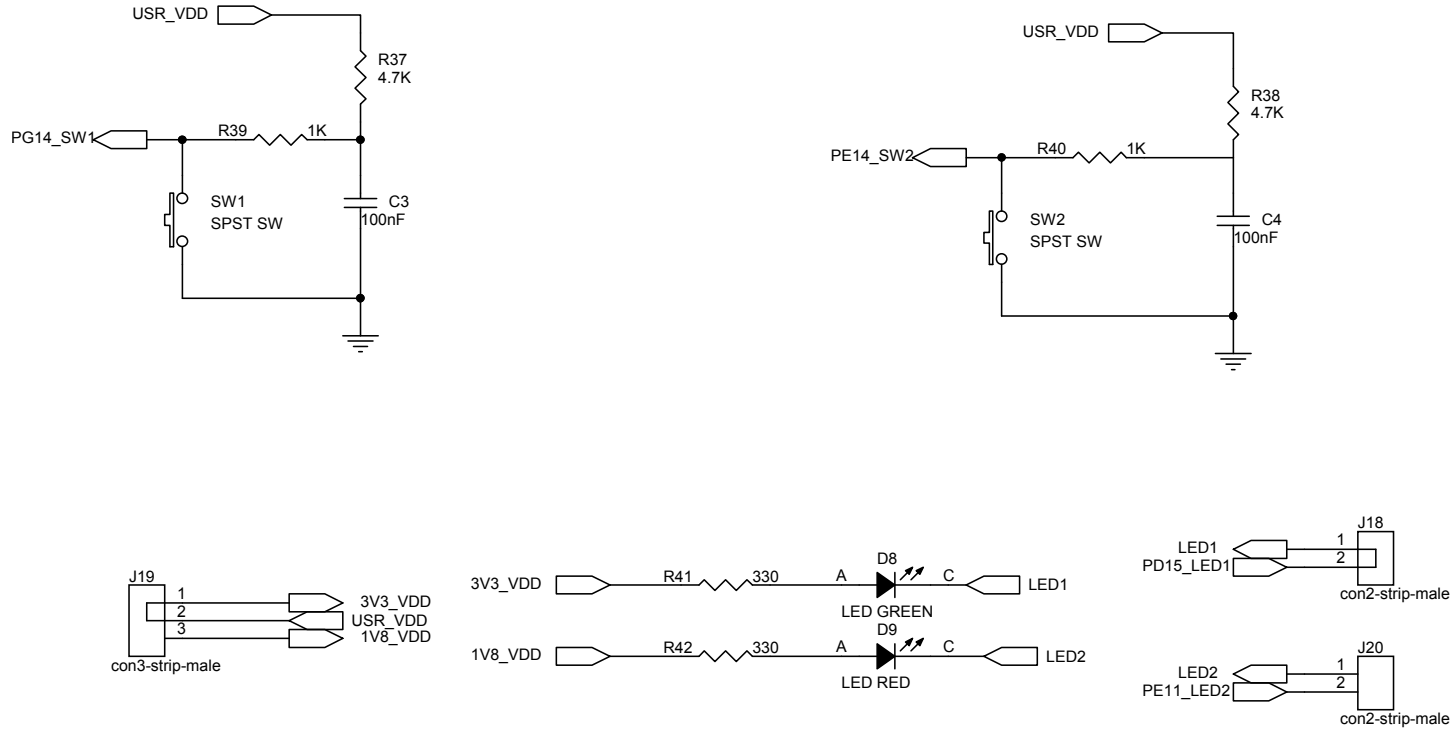 USR_VDD
R37
4.7K
PG14_SW1
R39
1K
SW1
SPST SW
C3
100nF
USR_VDD
R38
4.7K
PE14_SW2
R40
1K
SW2
SPST SW
C4
100nF
J19
1
2
3
3V3_VDD
USR_VDD
1V8_VDD
con3-strip-male
3V3_VDD
R41
330
A
D8
C
LED1
LED GREEN
1V8_VDD
R42
330
A
D9
C
LED2
LED RED
J18
LED1
1
PD15_LED1
2
con2-strip-male
J20
LED2
1
PE11_LED2
2
con2-strip-male